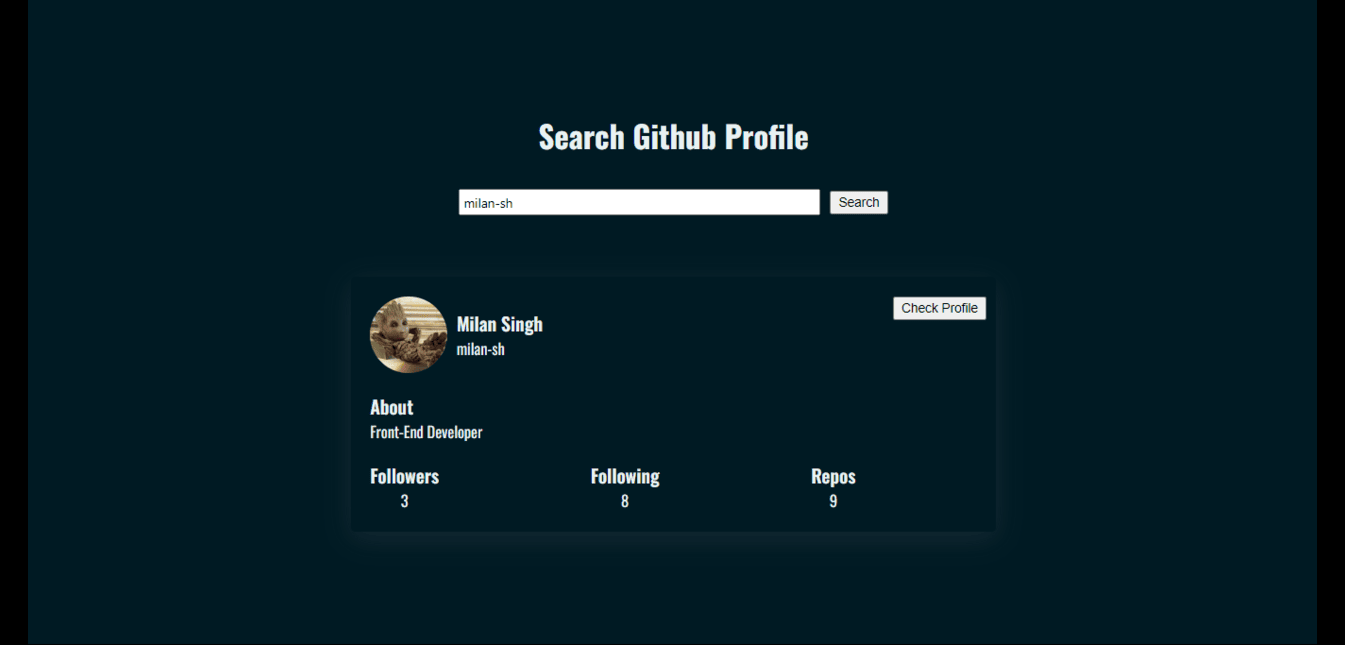 Search Github Profile
milan-sh Search
Milan Singh Check Profile
milan-sh
About
Front-End Developer
Followers Following Repos
3 8 9